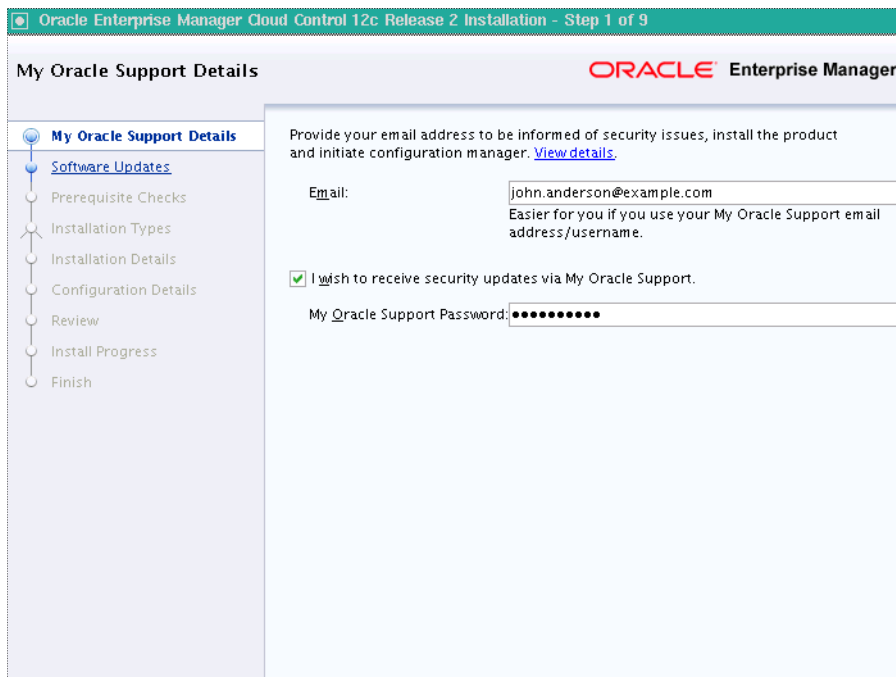 Oracle Enterprise Manager Cloud Control 12c Release 2 Installation - Step 1 of 9
My Oracle Support Details
ORACLE Enterprise Manager
My Oracle Support Details
Software Updates
Prerequisite Checks
Installation Types
Installation Details
Configuration Details
Review
Install Progress
Finish
Provide your email address to be informed of security issues, install the product
and initiate configuration manager. View details.
Email: john.anderson@example.com
Easier for you if you use your My Oracle Support email
address/username.
I wish to receive security updates via My Oracle Support.
My Oracle Support Password: ●●●●●●●●●●